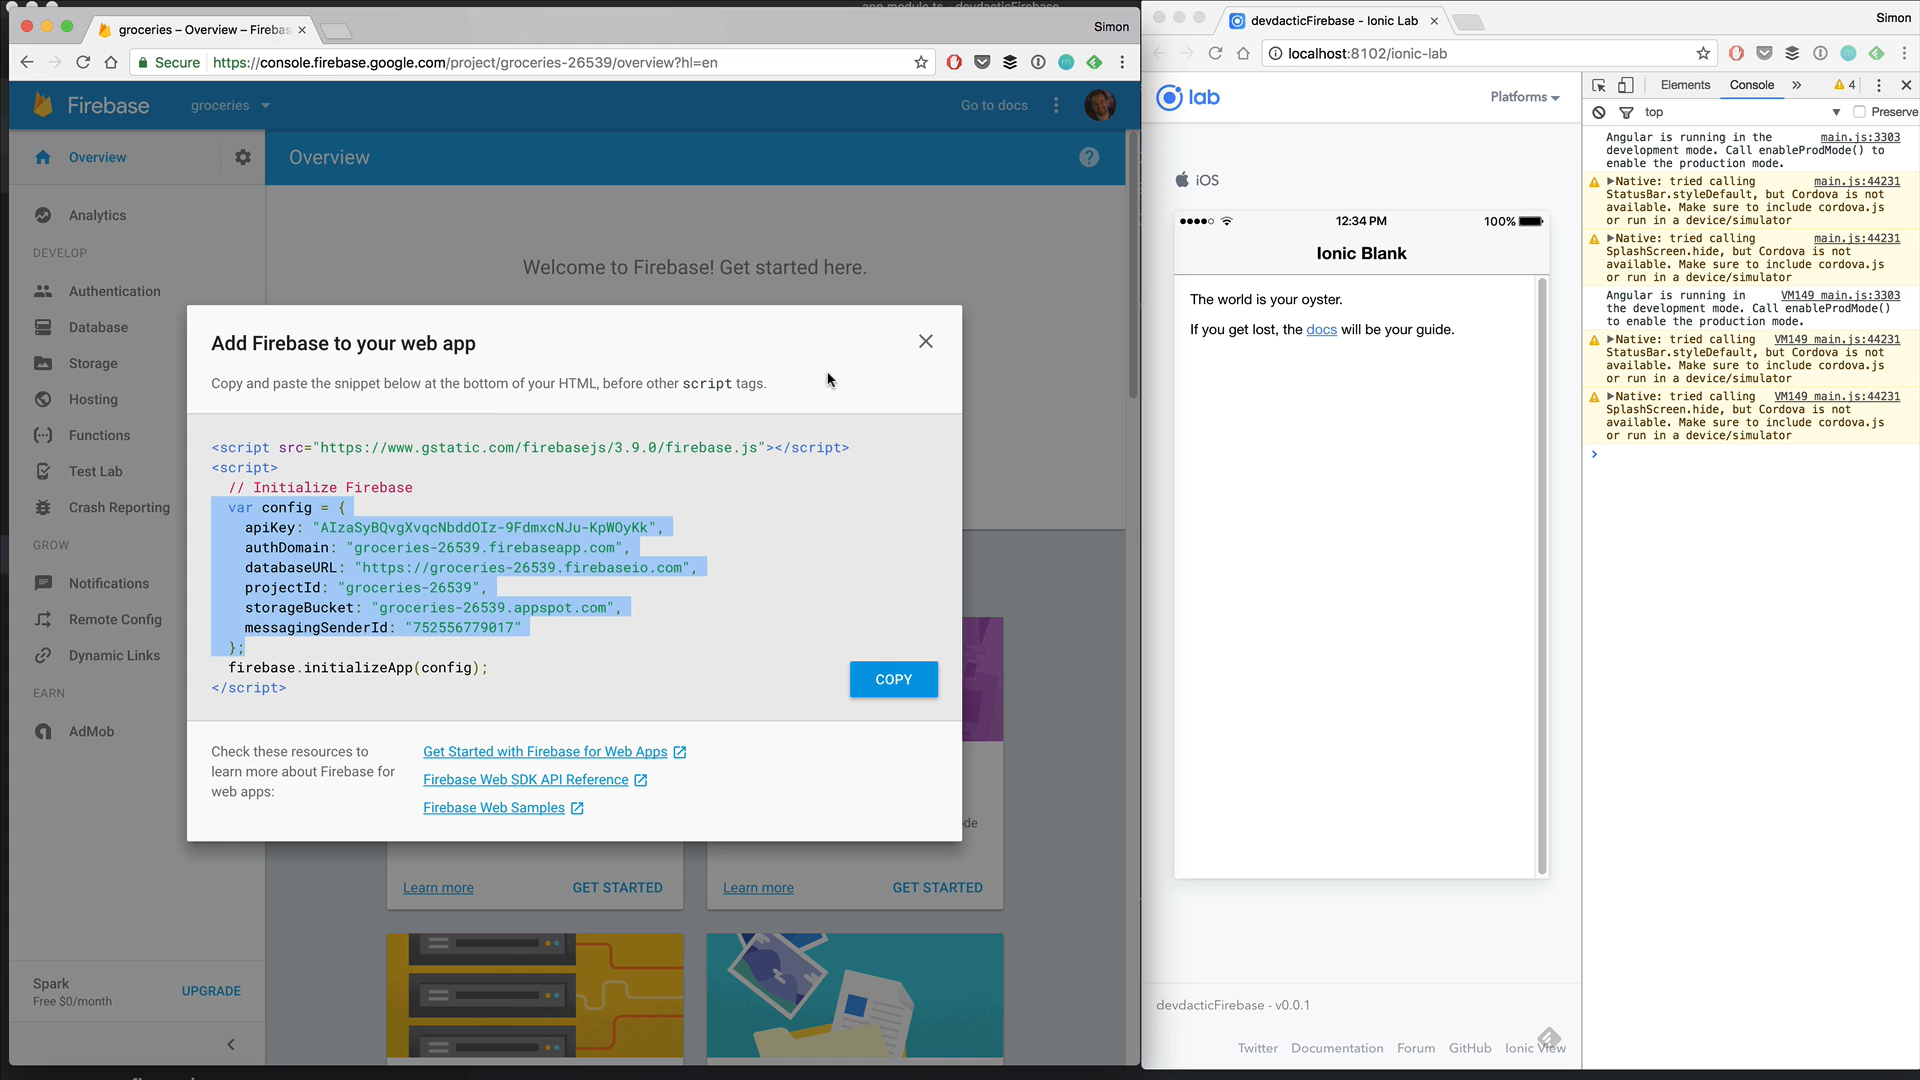 groceries – Overview – Firebas
Simon
Secure https://console.firebase.google.com/project/groceries-26539/overview?hl=en
Firebase
groceries
Go to docs
Overview
Overview
Analytics
DEVELOP
Authentication
Database
Storage
Hosting
Functions
Test Lab
Crash Reporting
GROW
Notifications
Remote Config
Dynamic Links
EARN
AdMob
Spark
Free $0/month
UPGRADE
Welcome to Firebase! Get started here.
Add Firebase to your web app
Copy and paste the snippet below at the bottom of your HTML, before other script tags.
<script src="https://www.gstatic.com/firebasejs/3.9.0/firebase.js"></script>
<script>
// Initialize Firebase
var config = {
apiKey: "AIzaSyBQvgXvqcNbddOIz-9FdmxcNJu-KpWOyKk",
authDomain: "groceries-26539.firebaseapp.com",
databaseURL: "https://groceries-26539.firebaseio.com",
projectId: "groceries-26539",
storageBucket: "groceries-26539.appspot.com",
messagingSenderId: "752556779017"
};
firebase.initializeApp(config);
</script>
COPY
Check these resources to
learn more about Firebase for
web apps:
Get Started with Firebase for Web Apps
Firebase Web SDK API Reference
Firebase Web Samples
de
Learn more
GET STARTED
Learn more
GET STARTED
devdacticFirebase - Ionic Lab
Simon
localhost:8102/ionic-lab
lab
Platforms
iOS
12:34 PM
100%
Ionic Blank
The world is your oyster.
If you get lost, the docs will be your guide.
devdacticFirebase - v0.0.1
Twitter Documentation Forum GitHub Ionic View
Elements Console » 4
top
Preserve
Angular is running in the main.js:3303
development mode. Call enableProdMode() to
enable the production mode.
Native: tried calling main.js:44231
StatusBar.styleDefault, but Cordova is not
available. Make sure to include cordova.js
or run in a device/simulator
Native: tried calling main.js:44231
SplashScreen.hide, but Cordova is not
available. Make sure to include cordova.js
or run in a device/simulator
Angular is running in VM149 main.js:3303
the development mode. Call enableProdMode()
to enable the production mode.
Native: tried calling VM149 main.js:44231
StatusBar.styleDefault, but Cordova is not
available. Make sure to include cordova.js
or run in a device/simulator
Native: tried calling VM149 main.js:44231
SplashScreen.hide, but Cordova is not
available. Make sure to include cordova.js
or run in a device/simulator